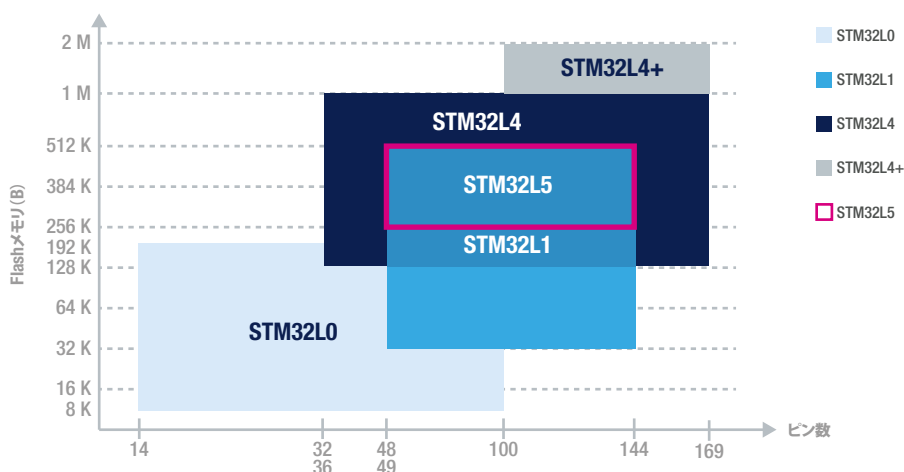 Flashメモリ(B)
2 M
1 M
512 K
384 K
256 K
192 K
128 K
64 K
32 K
16 K
8 K
STM32L4+
STM32L4
STM32L5
STM32L1
STM32L0
14
32
36
48
49
100
144
169
ピン数
STM32L0
STM32L1
STM32L4
STM32L4+
STM32L5